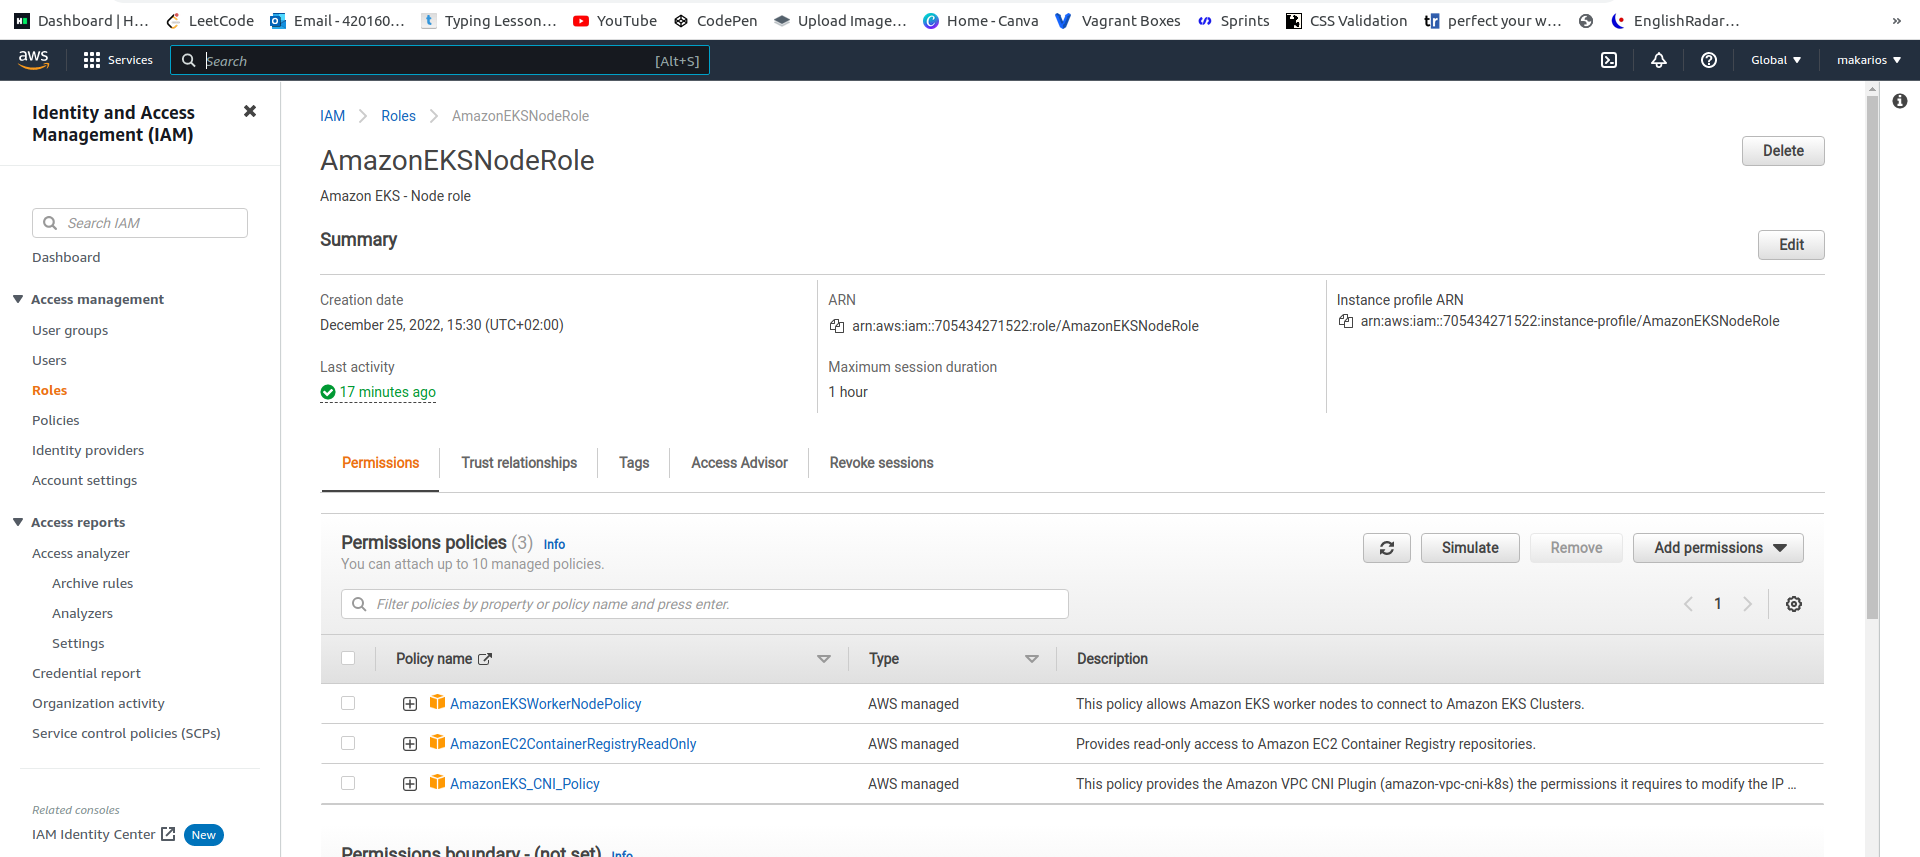 Dashboard | H... LeetCode Email - 420160... Typing Lesson... YouTube CodePen Upload Image... Home - Canva Vagrant Boxes Sprints CSS Validation perfect your w... EnglishRadar... »
aws Services Search [Alt+S] Global makarios
Identity and Access
Management (IAM)
Search IAM
Dashboard
Access management
User groups
Users
Roles
Policies
Identity providers
Account settings
Access reports
Access analyzer
Archive rules
Analyzers
Settings
Credential report
Organization activity
Service control policies (SCPs)
Related consoles
IAM Identity Center New
IAM Roles AmazonEKSNodeRole
AmazonEKSNodeRole
Delete
Amazon EKS - Node role
Summary
Edit
Creation date
December 25, 2022, 15:30 (UTC+02:00)
Last activity
17 minutes ago
ARN
arn:aws:iam::705434271522:role/AmazonEKSNodeRole
Maximum session duration
1 hour
Instance profile ARN
arn:aws:iam::705434271522:instance-profile/AmazonEKSNodeRole
Permissions Trust relationships Tags Access Advisor Revoke sessions
Permissions policies (3) Info
You can attach up to 10 managed policies.
Simulate Remove Add permissions
Filter policies by property or policy name and press enter.
1
Policy name Type Description
AmazonEKSWorkerNodePolicy AWS managed This policy allows Amazon EKS worker nodes to connect to Amazon EKS Clusters.
AmazonEC2ContainerRegistryReadOnly AWS managed Provides read-only access to Amazon EC2 Container Registry repositories.
AmazonEKS_CNI_Policy AWS managed This policy provides the Amazon VPC CNI Plugin (amazon-vpc-cni-k8s) the permissions it requires to modify the IP ...
Permissions boundary - (not set) Info